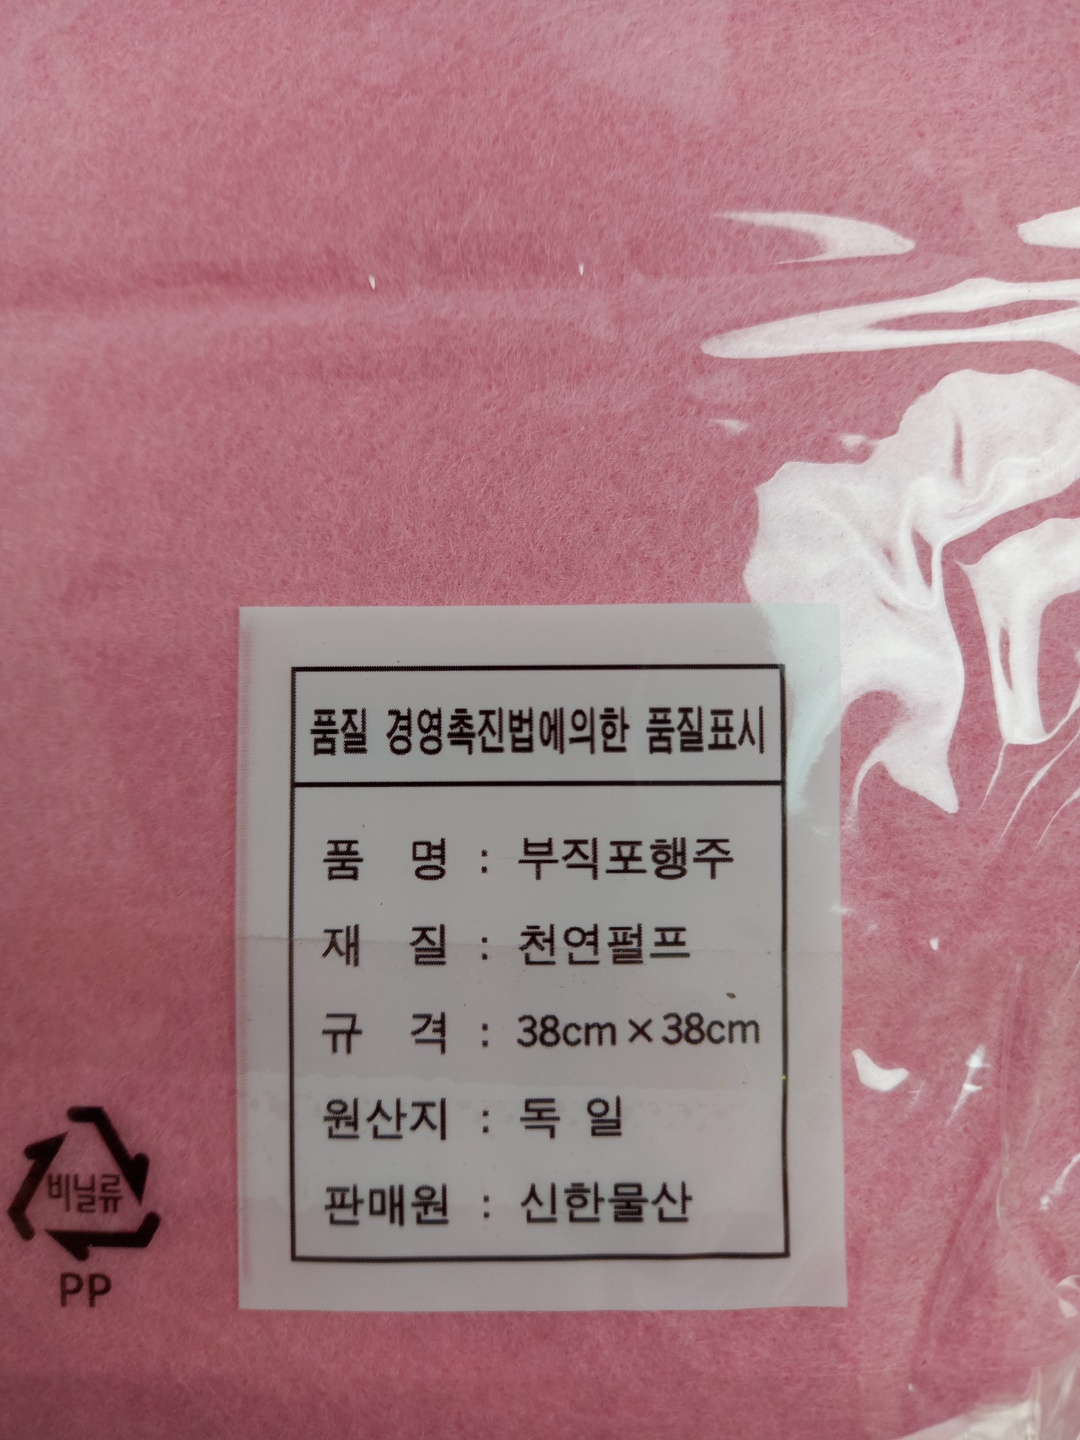 품질 경영촉진법에의한 품질표시
품 명 : 부직포행주
재 질 : 천연펄프
규 격 : 38cm×38cm
원산지 : 독 일
판매원 : 신한물산
비닐류
PP